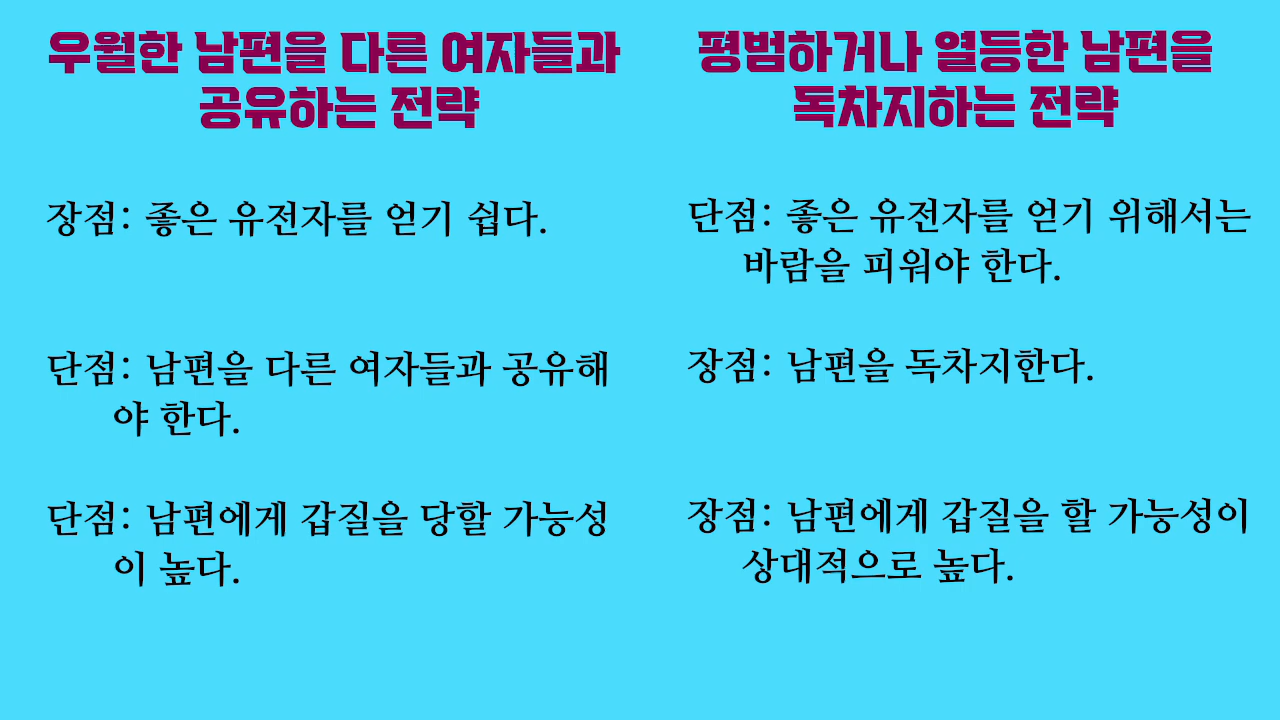 우월한 남편을 다른 여자들과
공유하는 전략
장점: 좋은 유전자를 얻기 쉽다.
단점: 남편을 다른 여자들과 공유해
야 한다.
단점: 남편에게 갑질을 당할 가능성
이 높다.
평범하거나 열등한 남편을
독차지하는 전략
단점: 좋은 유전자를 얻기 위해서는
바람을 피워야 한다.
장점: 남편을 독차지한다.
장점: 남편에게 갑질을 할 가능성이
상대적으로 높다.